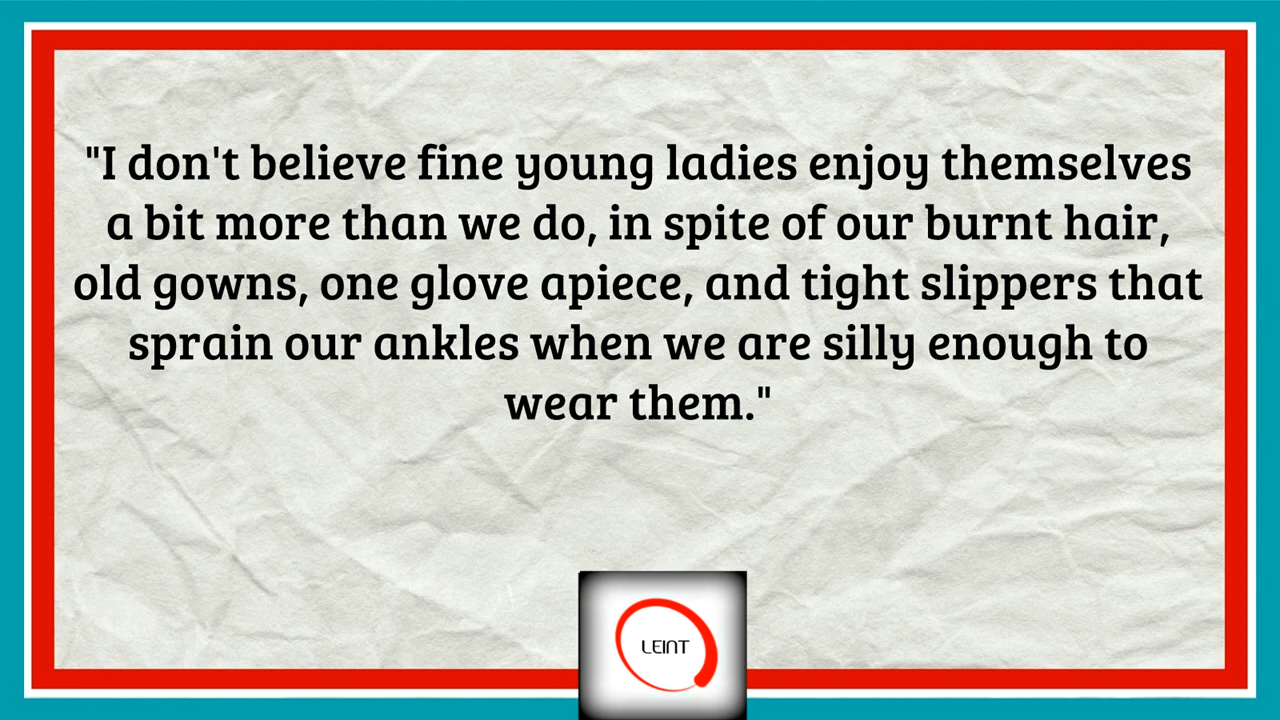 "I don't believe fine young ladies enjoy themselves
a bit more than we do, in spite of our burnt hair,
old gowns, one glove apiece, and tight slippers that
sprain our ankles when we are silly enough to
wear them."
LEINT